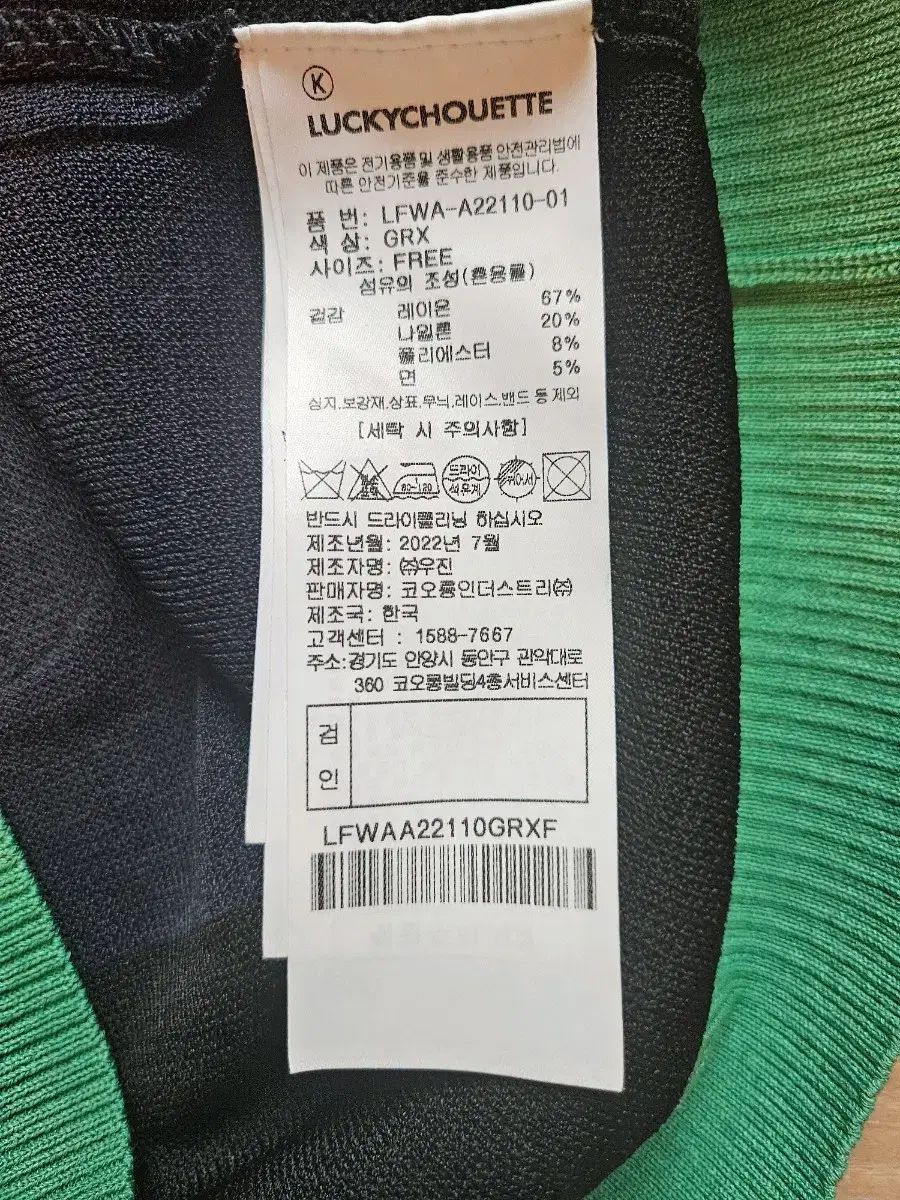 K
LUCKYCHOUETTE
이 제품은 전기용품 및 생활용품 안전관리법에
따른 안전기준을 준수한 제품입니다.
품 번: LFWA-A22110-01
색 상: GRX
사이즈: FREE
섬유의 조성(혼용률)
겉감 레이온 67%
나일론 20%
폴리에스터 8%
면 5%
심지,보강재,상표,무늬,레이스,밴드 등 제외
[세탁 시 주의사항]
80~120 드라이 석유계
반드시 드라이클리닝 하십시오
제조년월: 2022년 7월
제조자명: ㈜우진
판매자명: 코오롱인더스트리㈜
제조국: 한국
고객센터 : 1588-7667
주소:경기도 안양시 동안구 관악대로
360 코오롱빌딩4층서비스센터
검
인
LFWAA22110GRXF